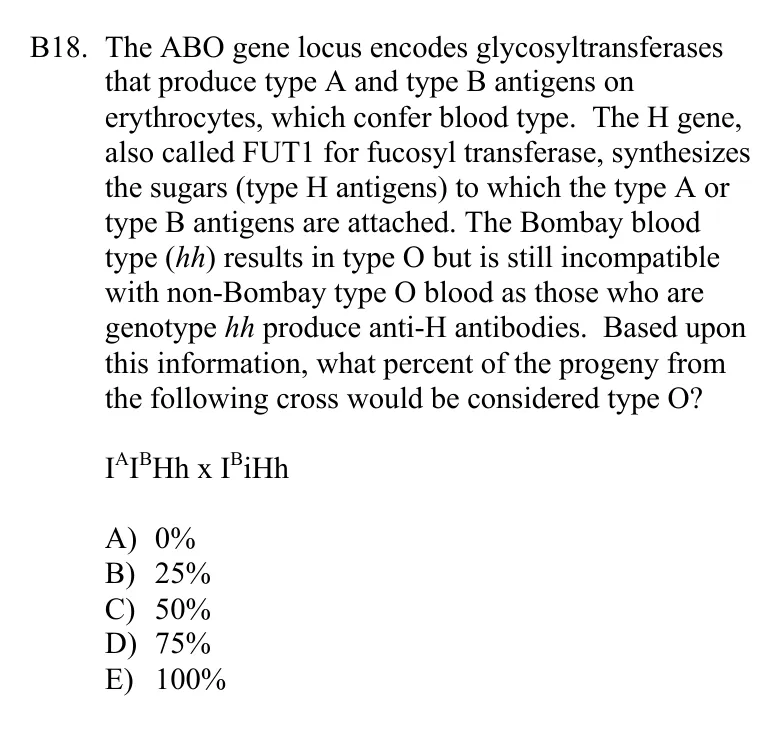 B18. The ABO gene locus encodes glycosyltransferases
that produce type A and type B antigens on
erythrocytes, which confer blood type.  The H gene,
also called FUT1 for fucosyl transferase, synthesizes
the sugars (type H antigens) to which the type A or
type B antigens are attached. The Bombay blood
type (hh) results in type O but is still incompatible
with non-Bombay type O blood as those who are
genotype hh produce anti-H antibodies.  Based upon
this information, what percent of the progeny from
the following cross would be considered type O?
IᴬIᴮHh x IᴮiHh
A) 0%
B) 25%
C) 50%
D) 75%
E) 100%